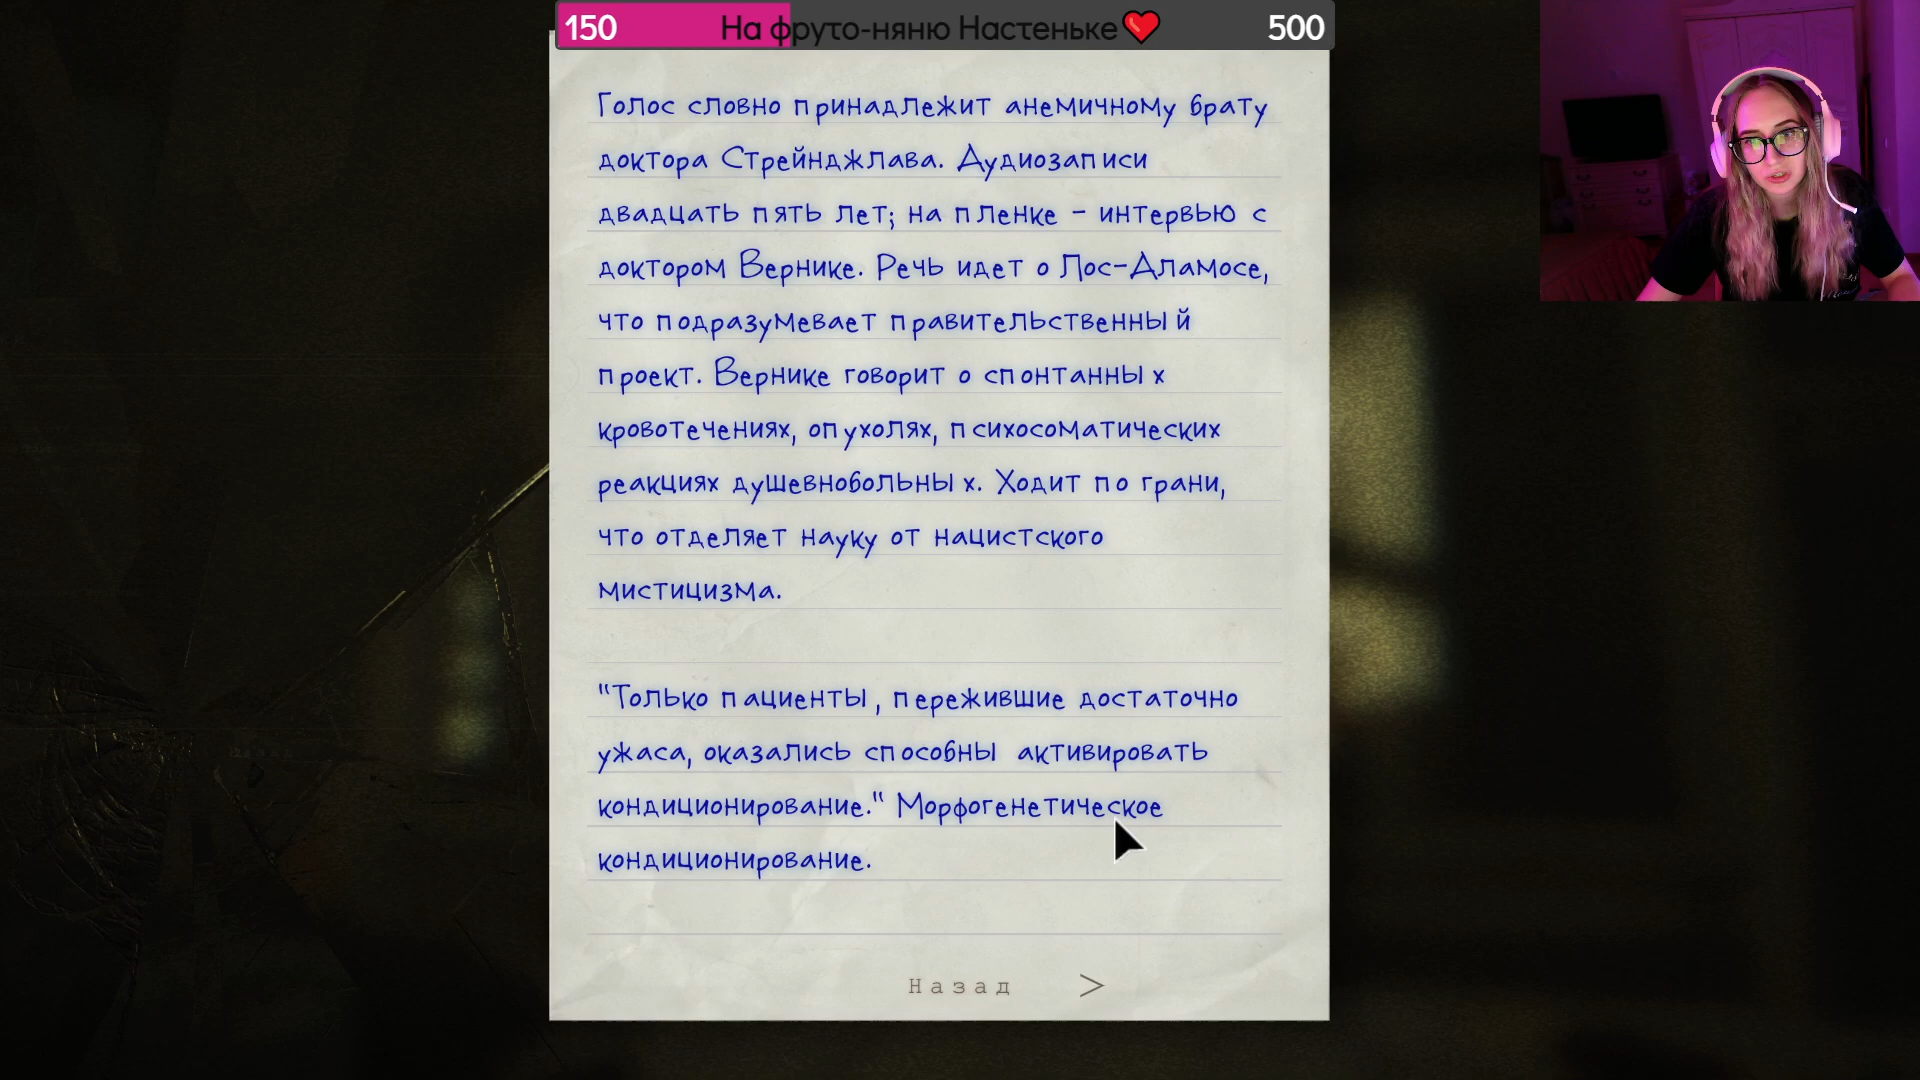 150 На фруто-няню Настеньке 500
Голос словно принадлежит анемичному брату
доктора Стрейнджлава. Аудиозаписи
двадцать пять лет; на пленке - интервью с
доктором Вернике. Речь идет о Лос-Аламосе,
что подразумевает правительственный
проект. Вернике говорит о спонтанных
кровотечениях, опухолях, психосоматических
реакциях душевнобольных. Ходит по грани,
что отделяет науку от нацистского
мистицизма.
"Только пациенты, пережившие достаточно
ужаса, оказались способны активировать
кондиционирование." Морфогенетическое
кондиционирование.
Назад >